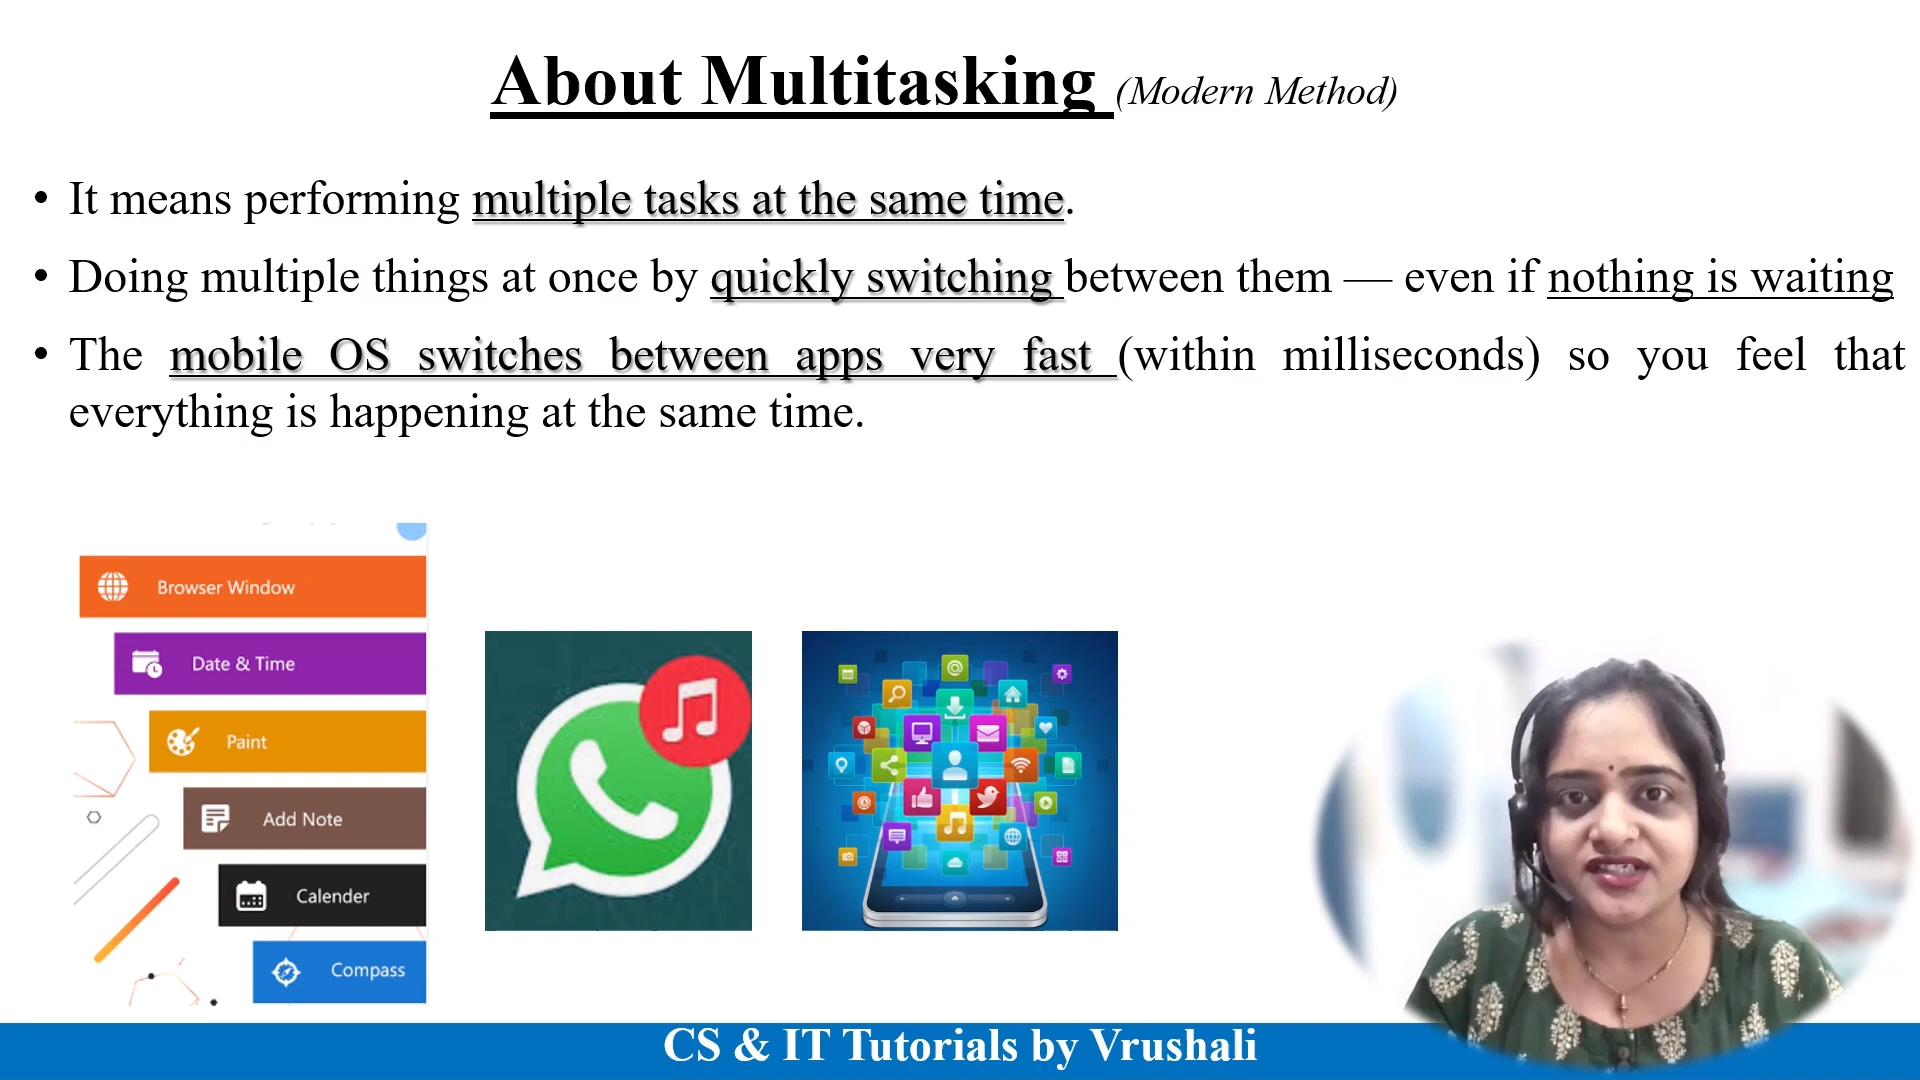 About Multitasking (Modern Method)
• It means performing multiple tasks at the same time.
• Doing multiple things at once by quickly switching between them — even if nothing is waiting
• The mobile OS switches between apps very fast (within milliseconds) so you feel that
everything is happening at the same time.
Browser Window
Date & Time
Paint
Add Note
Calender
Compass
CS & IT Tutorials by Vrushali